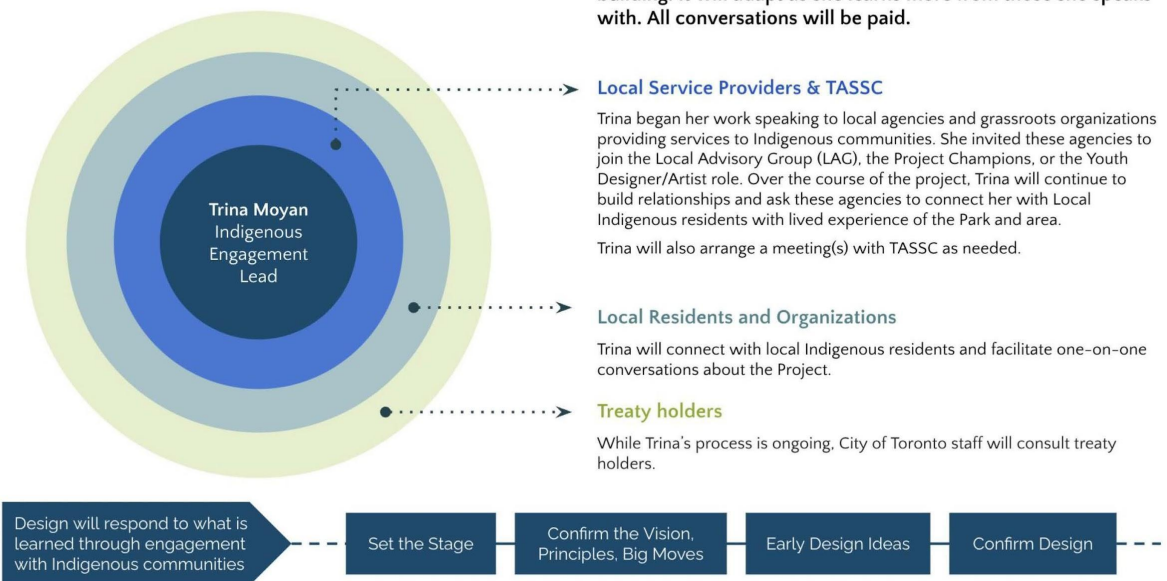 with. All conversations will be paid.
Local Service Providers & TASSC
Trina began her work speaking to local agencies and grassroots organizations
providing services to Indigenous communities. She invited these agencies to
join the Local Advisory Group (LAG), the Project Champions, or the Youth
Designer/Artist role. Over the course of the project, Trina will continue to
build relationships and ask these agencies to connect her with Local
Indigenous residents with lived experience of the Park and area.
Trina will also arrange a meeting(s) with TASSC as needed.
Trina Moyan
Indigenous
Engagement
Lead
Local Residents and Organizations
Trina will connect with local Indigenous residents and facilitate one-on-one
conversations about the Project.
Treaty holders
While Trina's process is ongoing, City of Toronto staff will consult treaty
holders.
Design will respond to what is
learned through engagement
with Indigenous communities
Set the Stage
Confirm the Vision,
Principles, Big Moves
Early Design Ideas
Confirm Design